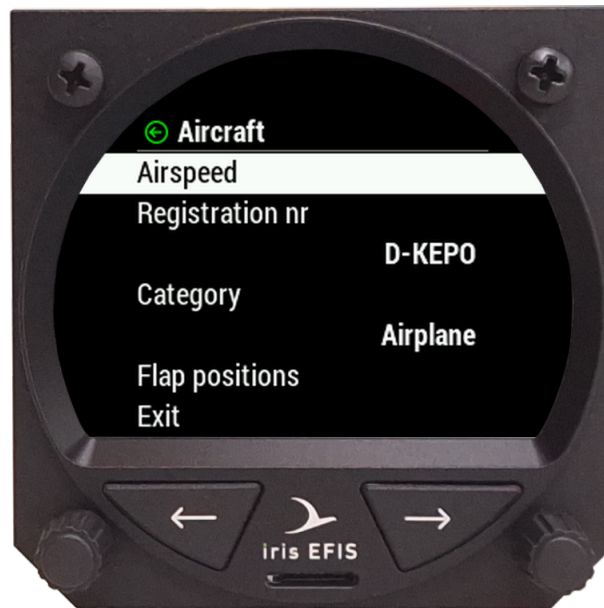 Aircraft
Airspeed
Registration nr
D-KEPO
Category
Airplane
Flap positions
Exit
iris EFIS